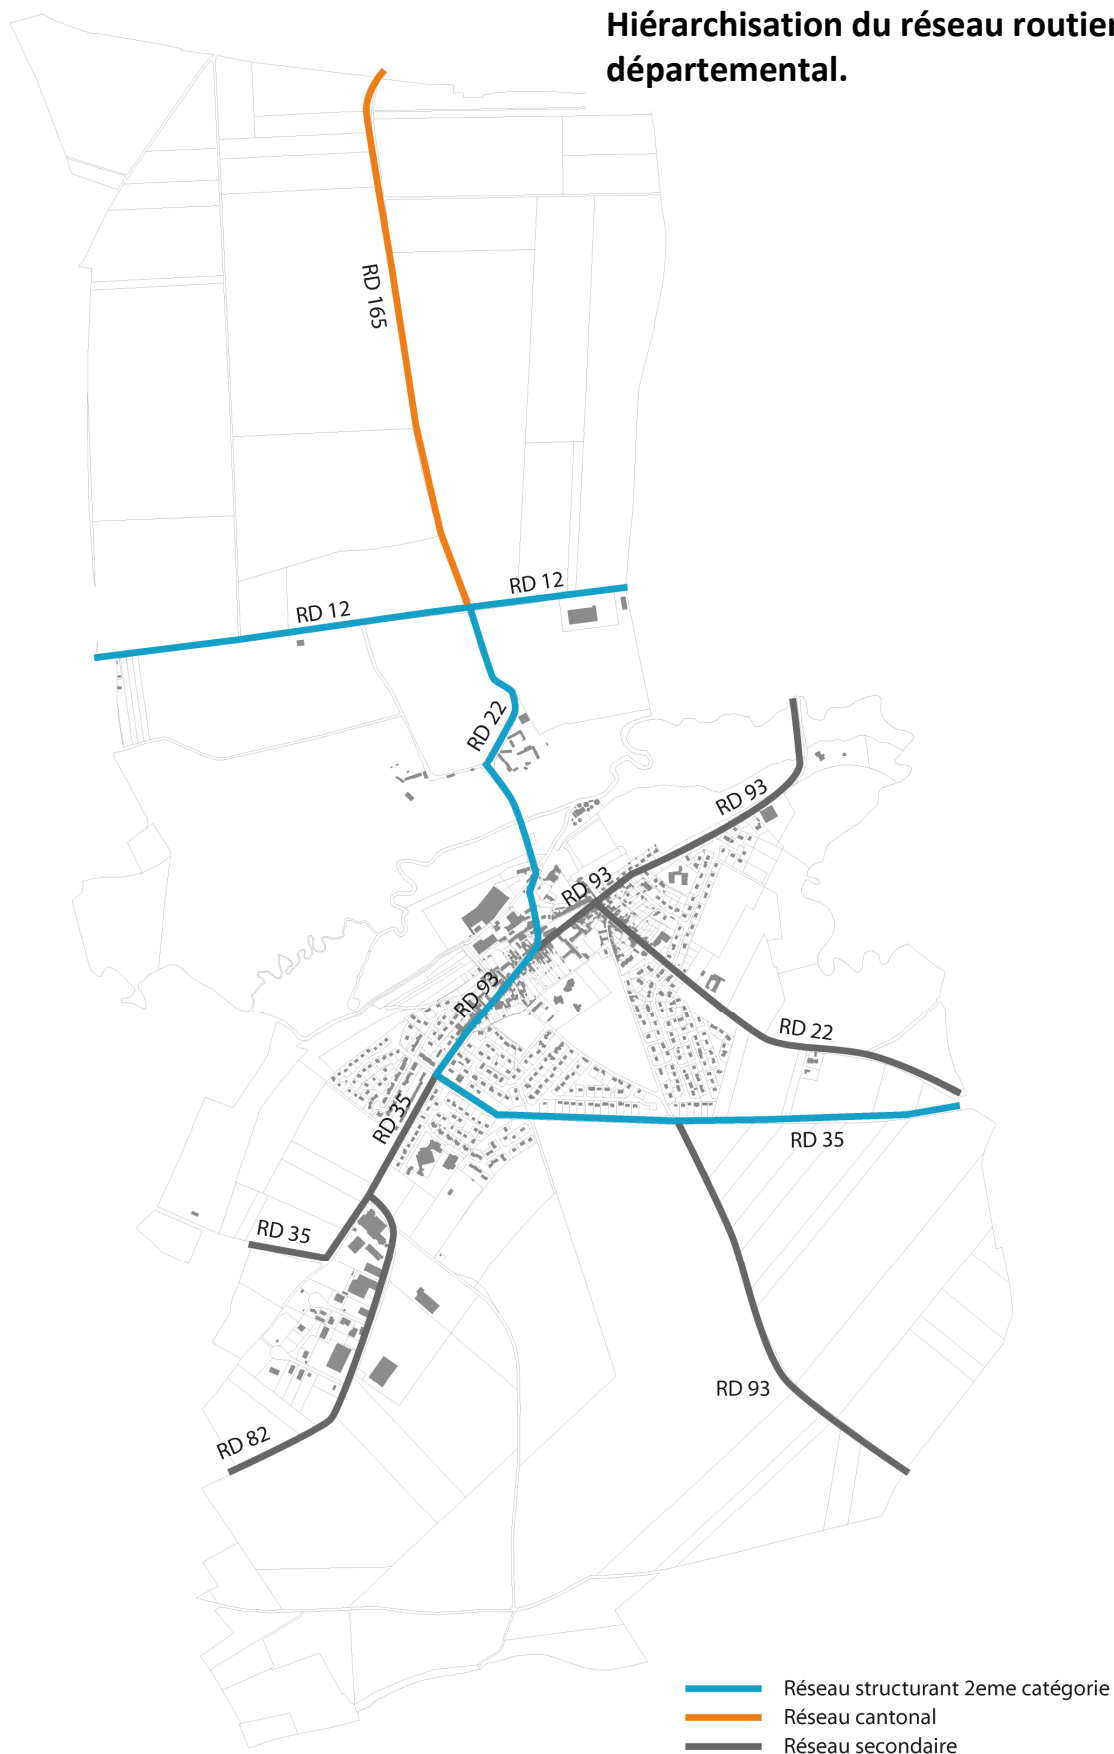 Hiérarchisation du réseau routier
départemental.
RD 165
RD 12
RD 12
RD 22
RD 93
RD 93
RD 93
RD 22
RD 35
RD 35
RD 35
RD 93
RD 82
Réseau structurant 2eme catégorie
Réseau cantonal
Réseau secondaire